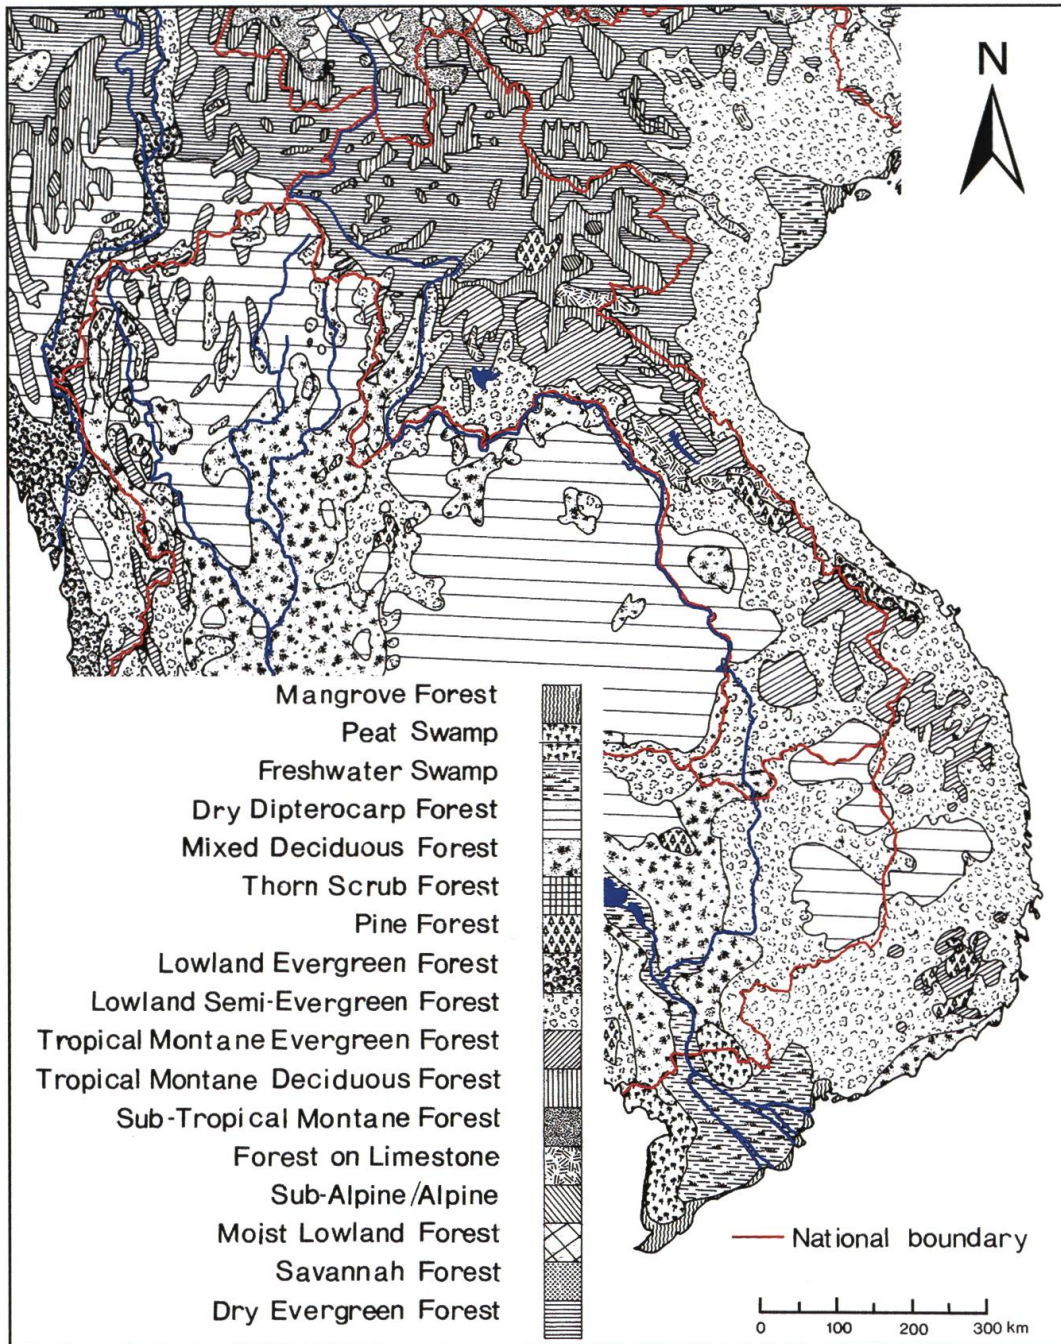 N
Mangrove Forest
Peat Swamp
Freshwater Swamp
Dry Dipterocarp Forest
Mixed Deciduous Forest
Thorn Scrub Forest
Pine Forest
Lowland Evergreen Forest
Lowland Semi-Evergreen Forest
Tropical Montane Evergreen Forest
Tropical Montane Deciduous Forest
Sub-Tropical Montane Forest
Forest on Limestone
Sub-Alpine/Alpine
Moist Lowland Forest
Savannah Forest
Dry Evergreen Forest
National boundary
0 100 200 300 km